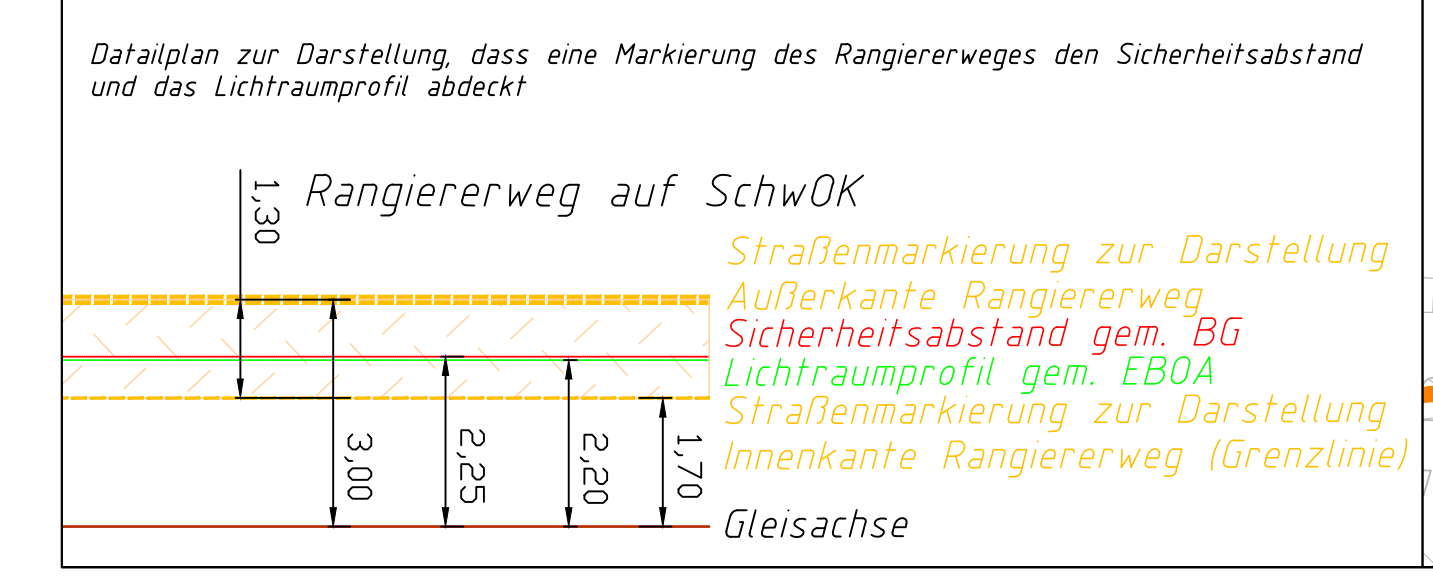 Datailplan zur Darstellung, dass eine Markierung des Rangiererweges den Sicherheitsabstand
und das Lichtraumprofil abdeckt
1,30
Rangiererweg auf SchwOK
Straßenmarkierung zur Darstellung
Außerkante Rangiererweg
Sicherheitsabstand gem. BG
Lichtraumprofil gem. EBOA
Straßenmarkierung zur Darstellung
Innenkante Rangiererweg (Grenzlinie)
3,00
2,25
2,20
1,70
Gleisachse